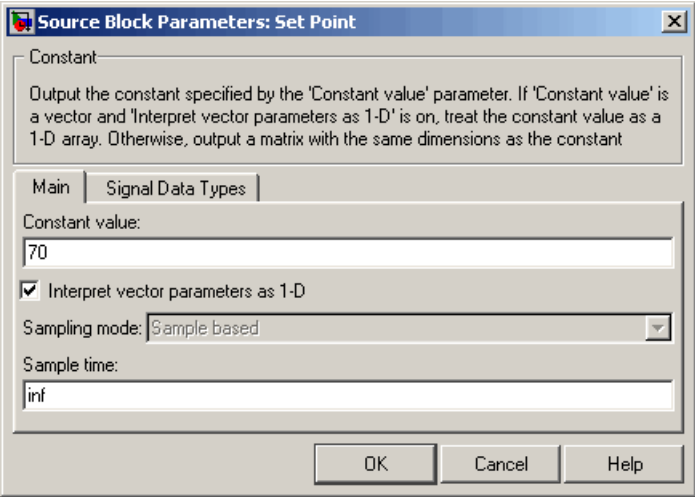 Source Block Parameters: Set Point
Constant
Output the constant specified by the 'Constant value' parameter. If 'Constant value' is
a vector and 'Interpret vector parameters as 1-D' is on, treat the constant value as a
1-D array. Otherwise, output a matrix with the same dimensions as the constant
Main Signal Data Types
Constant value:
70
Interpret vector parameters as 1-D
Sampling mode: Sample based
Sample time:
inf
OK Cancel Help